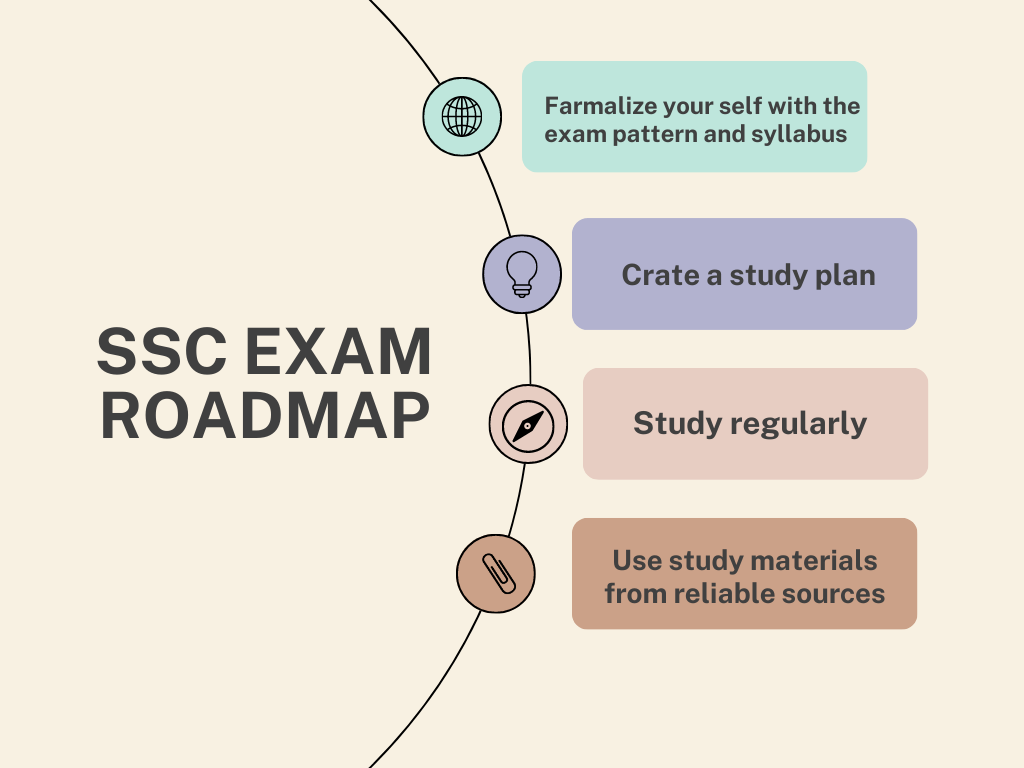 SSC EXAM
ROADMAP
Farmalize your self with the
exam pattern and syllabus
Crate a study plan
Study regularly
Use study materials
from reliable sources